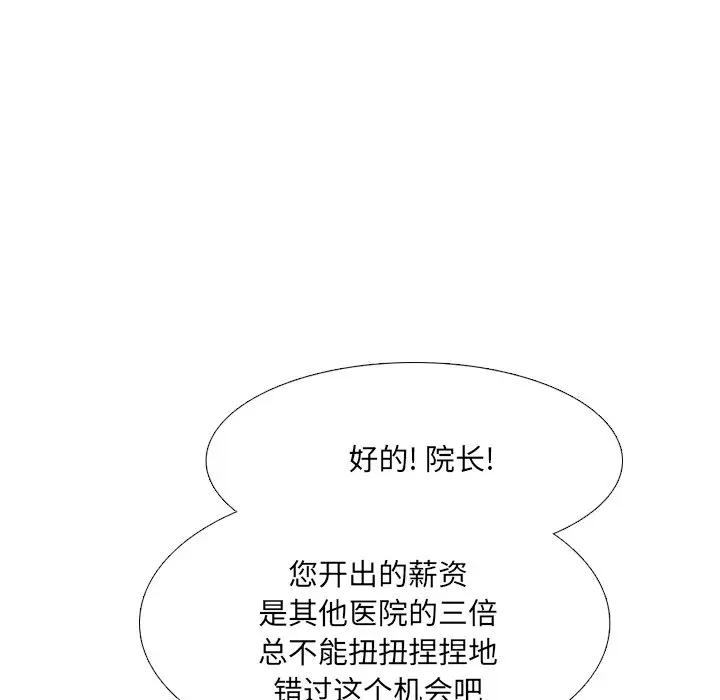 好的! 院长!
您开出的薪资
是其他医院的三倍
总不能扭扭捏捏地
错过这个机会吧